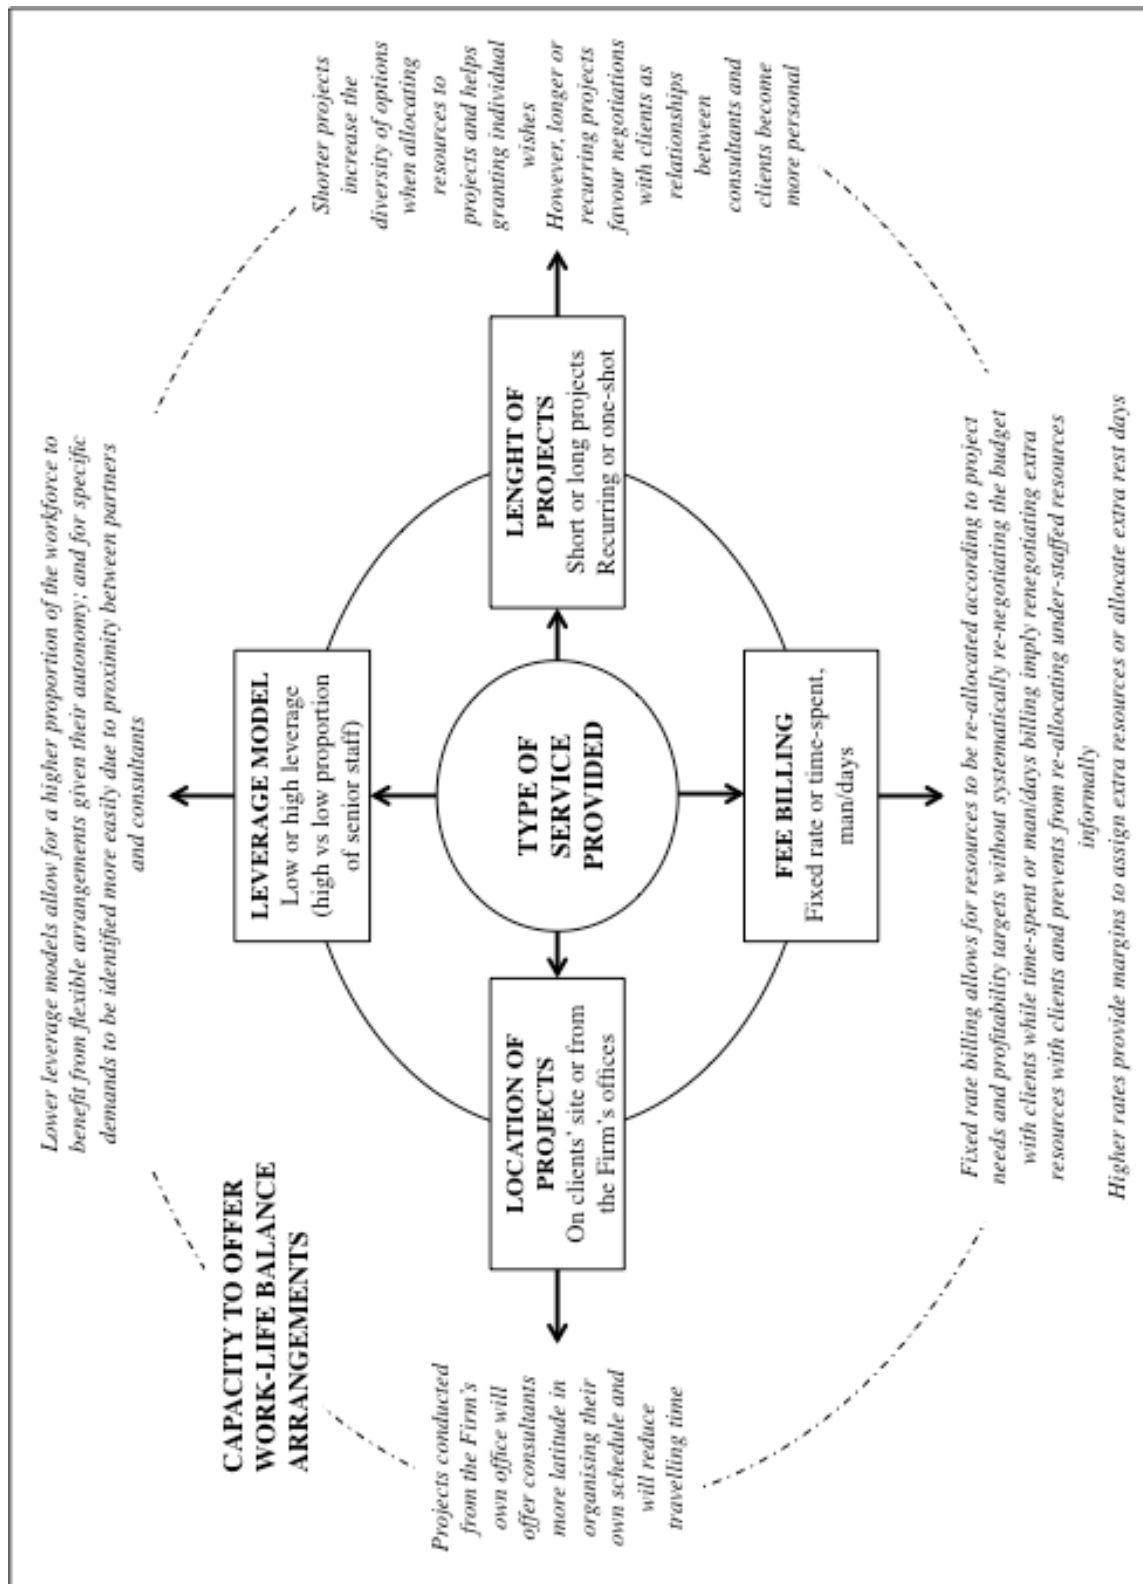 Lower leverage models allow for a higher proportion of the workforce to
benefit from flexible arrangements given their autonomy; and for specific
demands to be identified more easily due to proximity between partners
and consultants
CAPACITY TO OFFER
WORK-LIFE BALANCE
ARRANGEMENTS
LEVERAGE MODEL
Low or high leverage
(high vs low proportion
of senior staff)
Projects conducted
from the Firm's
own office will
offer consultants
more latitude in
organising their
own schedule and
will reduce
travelling time
LOCATION OF
PROJECTS
On clients' site or from
the Firm's offices
TYPE OF
SERVICE
PROVIDED
LENGHT OF
PROJECTS
Short or long projects
Recurring or one-shot
Shorter projects
increase the
diversity of options
when allocating
resources to
projects and helps
granting individual
wishes
However, longer or
recurring projects
favour negotiations
with clients as
relationships
between
consultants and
clients become
more personal
FEE BILLING
Fixed rate or time-spent,
man/days
Fixed rate billing allows for resources to be re-allocated according to project
needs and profitability targets without systematically re-negotiating the budget
with clients while time-spent or man/days billing imply renegotiating extra
resources with clients and prevents from re-allocating under-staffed resources
informally
Higher rates provide margins to assign extra resources or allocate extra rest days